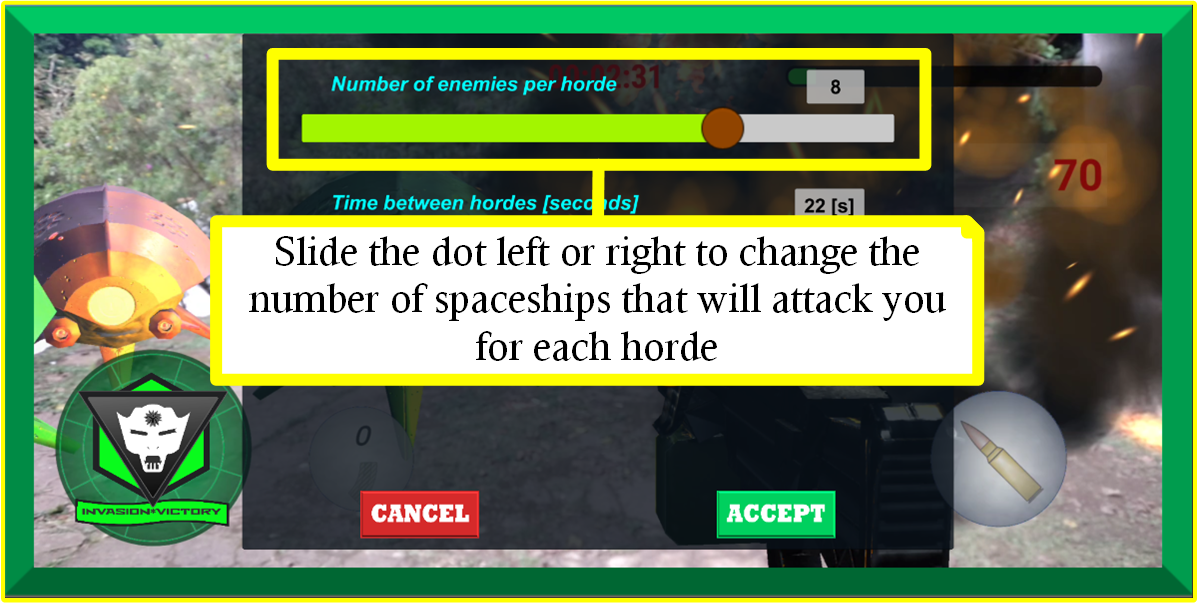 Number of enemies per horde
:31
8
Time between hordes [seconds]
22 [s]
70
Slide the dot left or right to change the
number of spaceships that will attack you
for each horde
0
INVASION*VICTORY
CANCEL
ACCEPT